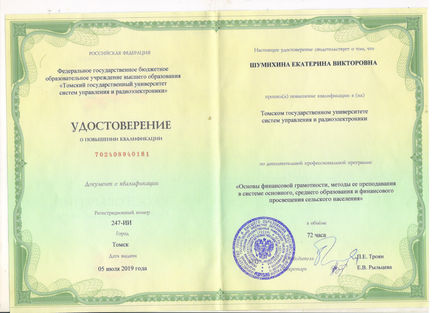 РОССИЙСКАЯ ФЕДЕРАЦИЯ
Федеральное государственное бюджетное
образовательное учреждение высшего образования
«Томский государственный университет
систем управления и радиоэлектроники»
УДОСТОВЕРЕНИЕ
О ПОВЫШЕНИИ КВАЛИФИКАЦИИ
702408940181
Документ о квалификации
Регистрационный номер
247-ИИ
Город
Томск
Дата выдачи
05 июля 2019 года
Настоящее удостоверение свидетельствует о том, что
ШУМИХИНА ЕКАТЕРИНА ВИКТОРОВНА
прошёл(а) повышение квалификации в (на)
Томском государственном университете
систем управления и радиоэлектроники
по дополнительной профессиональной программе
«Основы финансовой грамотности, методы ее преподавания
в системе основного, среднего образования и финансового
просвещения сельского населения»
в объёме
72 часа
П.Е. Троян
Е.В. Рыльцева